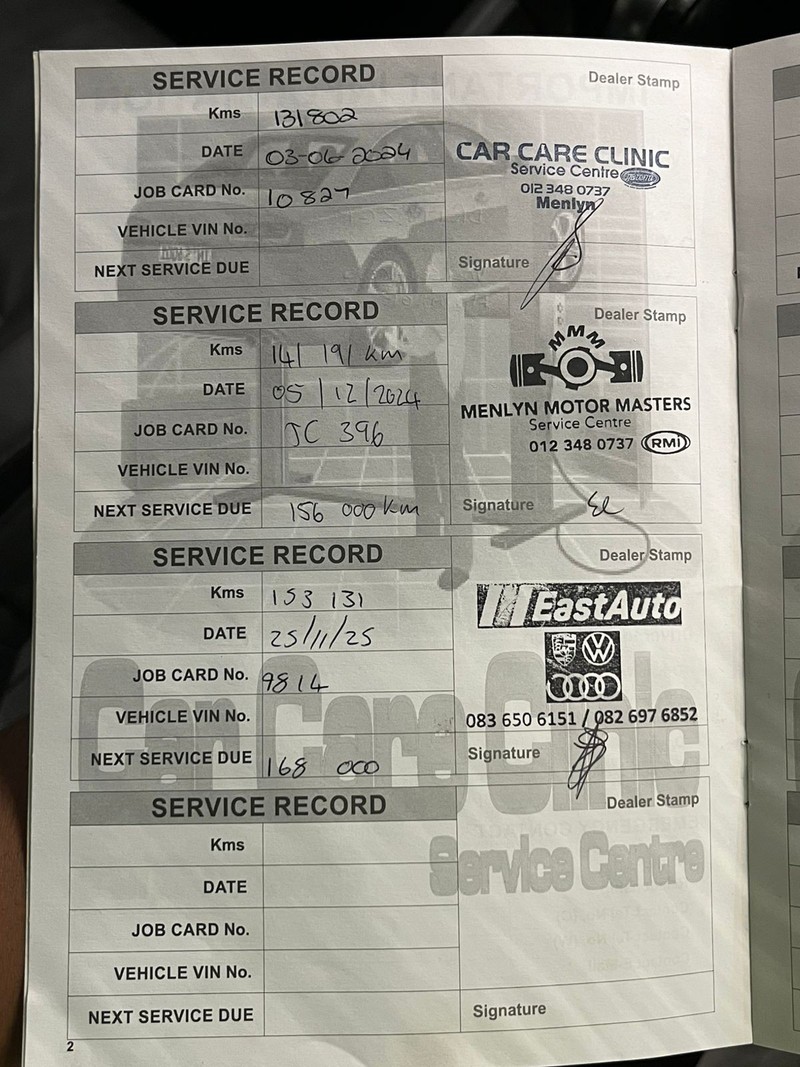 SERVICE RECORD
Dealer Stamp
Kms 131802
DATE 03-06-2024
JOB CARD No. 10827
VEHICLE VIN No.
NEXT SERVICE DUE
CAR CARE CLINIC
Service Centre
012 348 0737
Menlyn
Signature
SERVICE RECORD
Dealer Stamp
Kms 141 191 km
DATE 05/12/2024
JOB CARD No. JC 396
VEHICLE VIN No.
NEXT SERVICE DUE 156 000 km
MMM
MENLYN MOTOR MASTERS
Service Centre
012 348 0737 RMi
Signature
SERVICE RECORD
Dealer Stamp
Kms 153 131
DATE 25/11/25
JOB CARD No. 9814
VEHICLE VIN No.
NEXT SERVICE DUE 168 000
EastAuto
083 650 6151 / 082 697 6852
Signature
Car Care Clinic
Service Centre
SERVICE RECORD
Dealer Stamp
Kms
DATE
JOB CARD No.
VEHICLE VIN No.
NEXT SERVICE DUE
Signature
2